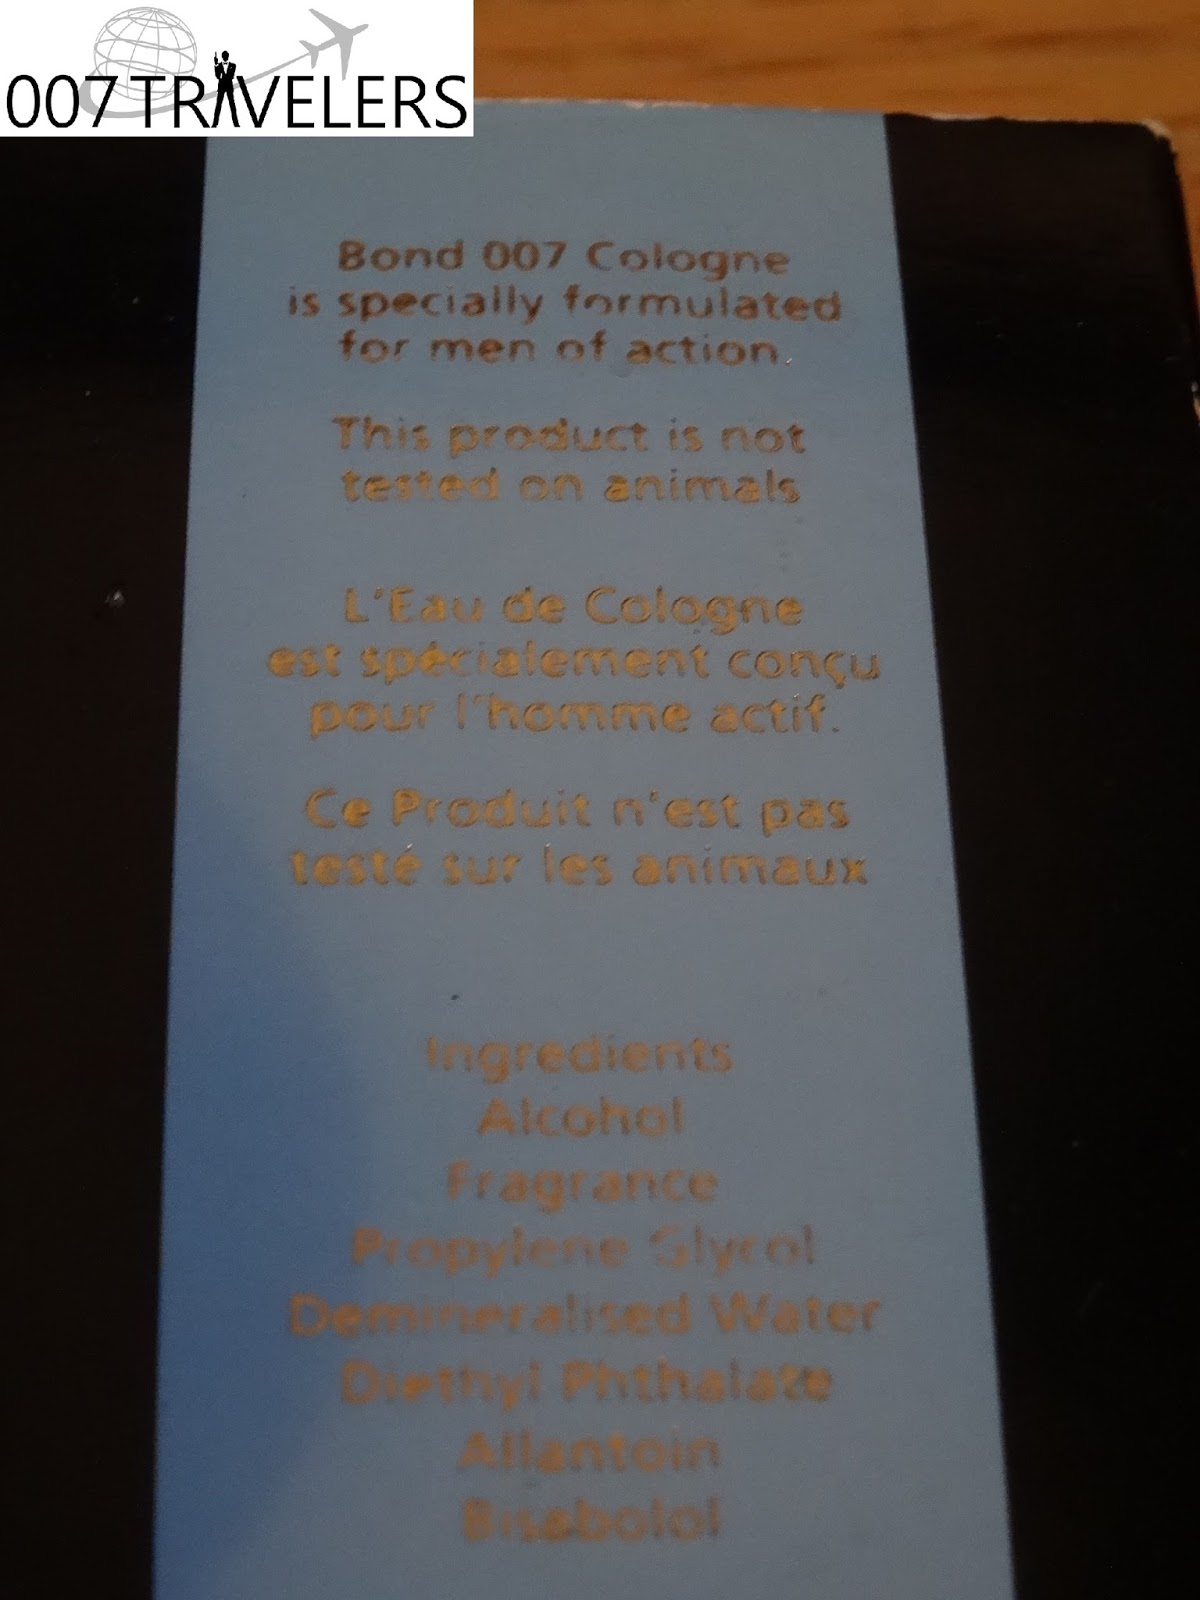 007 TRAVELERS
Bond 007 Cologne
is specially formulated
for men of action.
This product is not
tested on animals
L'Eau de Cologne
est spécialement conçu
pour l'homme actif.
Ce Produit n'est pas
testé sur les animaux
Ingredients
Alcohol
Fragrance
Propylene Glycol
Demineralised Water
Diethyl Phthalate
Allantoin
Bisabolol